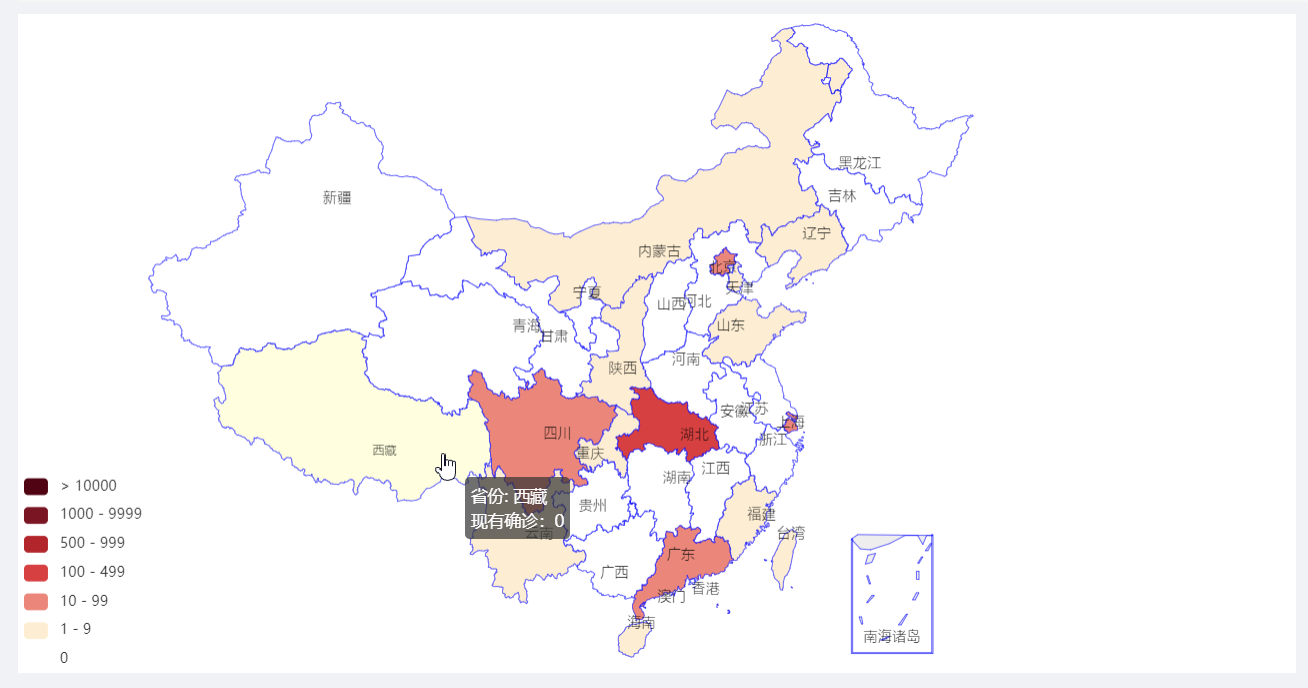 黑龙江
吉林
新疆
辽宁
内蒙古
北京
天津
宁夏
山西
河北
青海
甘肃
山东
河南
陕西
安徽
江苏
上海
四川
湖北
浙江
西藏
重庆
江西
湖南
省份: 西藏
现有确诊: 0
贵州
福建
云南
台湾
广东
广西
香港
澳门
海南
南海诸岛
> 10000
1000 - 9999
500 - 999
100 - 499
10 - 99
1 - 9
0